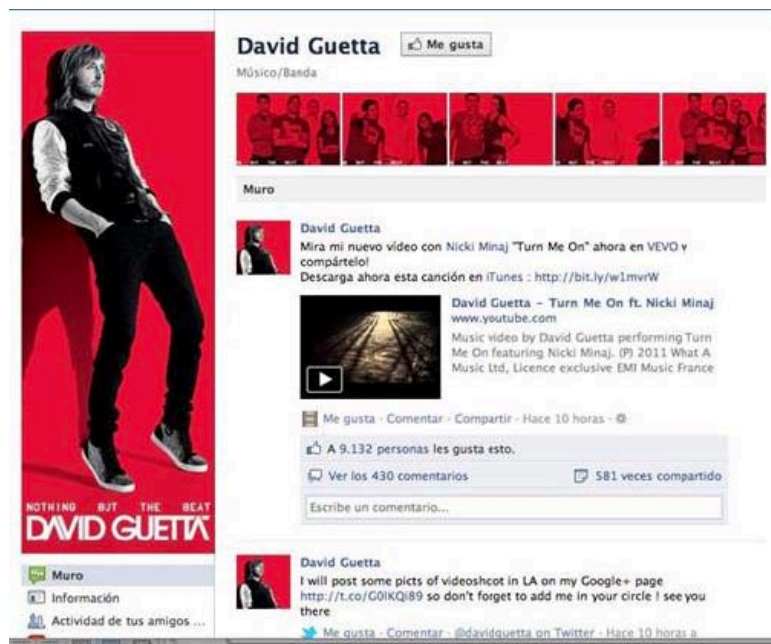 David Guetta
Me gusta
Músico/Banda
Muro
David Guetta
Mira mi nuevo vídeo con Nicki Minaj "Turn Me On" ahora en VEVO y
compártelo!
Descarga ahora esta canción en iTunes : http://bit.ly/w1mvrW
David Guetta - Turn Me On ft. Nicki Minaj
www.youtube.com
Music video by David Guetta performing Turn
Me On featuring Nicki Minaj. (P) 2011 What A
Music Ltd, Licence exclusive EMI Music France
Me gusta · Comentar · Compartir · Hace 10 horas ·
A 9.132 personas les gusta esto.
Ver los 430 comentarios
581 veces compartido
Escribe un comentario...
NOTHING BUT THE BEAT
DAVID GUETTA
Muro
Información
Actividad de tus amigos ...
David Guetta
I will post some picts of videoshcot in LA on my Google+ page
http://t.co/G0lKQi89 so don't forget to add me in your circle ! see you
there
Me gusta · Comentar · @davidguetta on Twitter · Hace 10 horas a